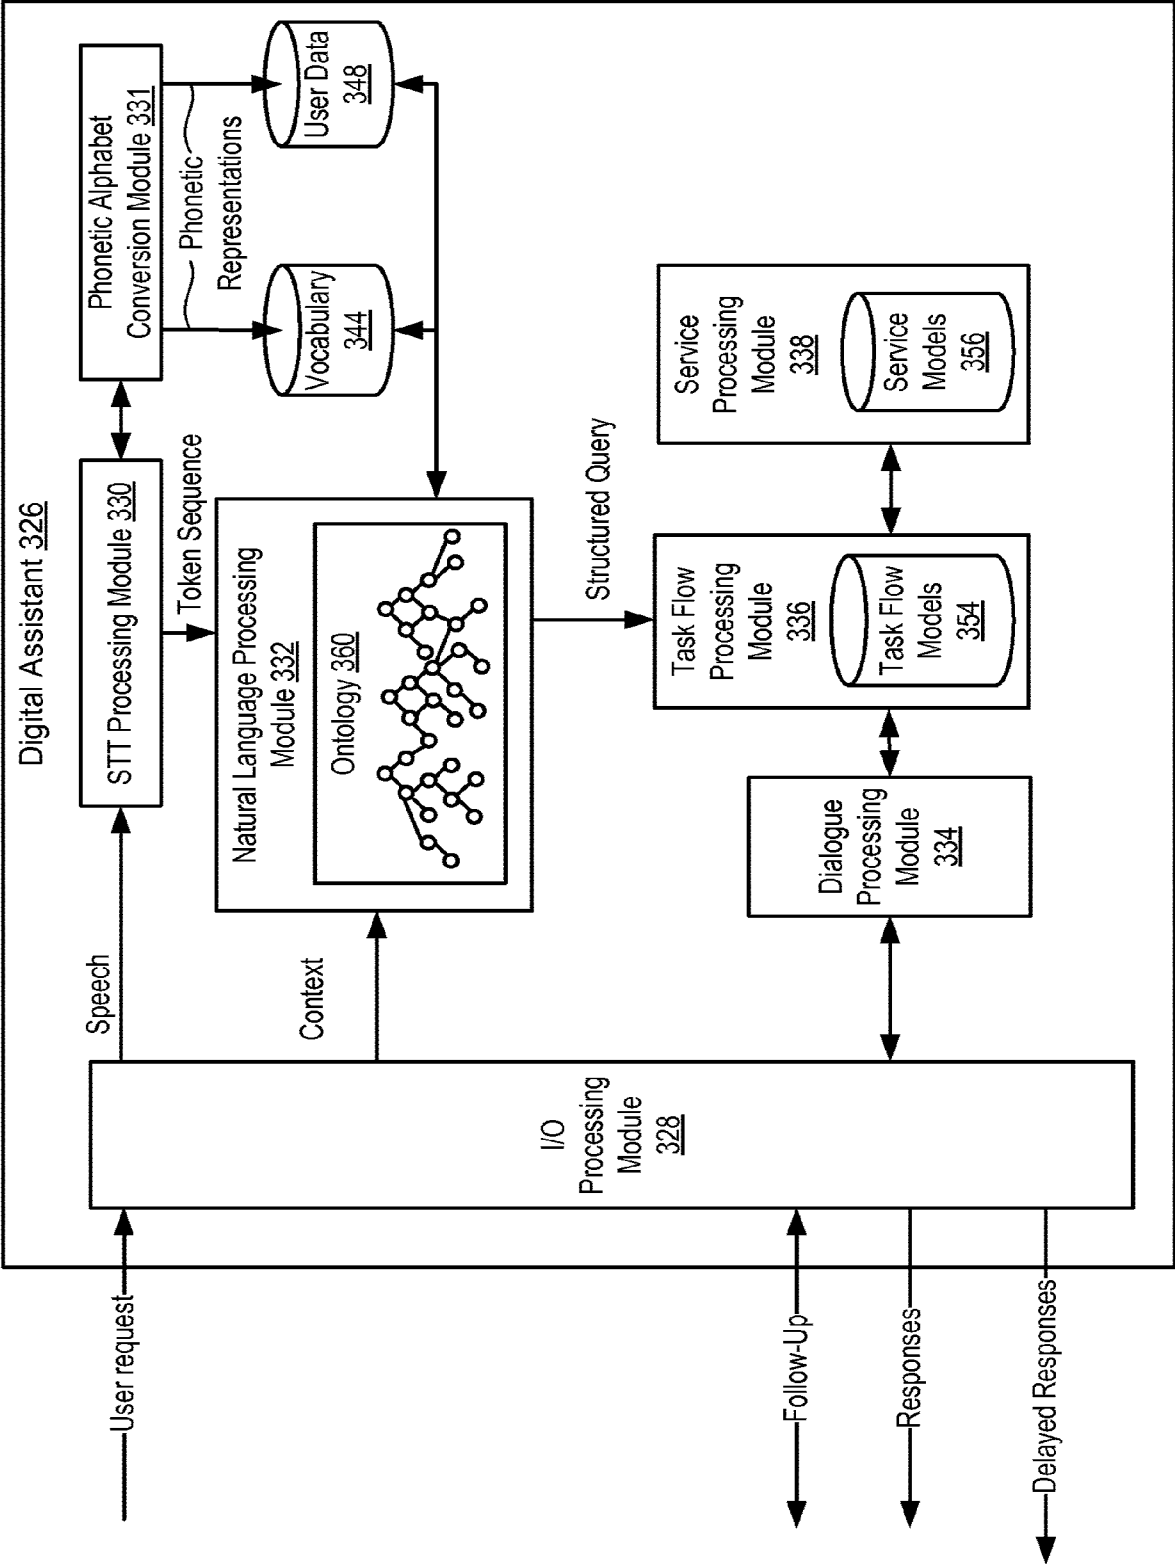 Digital Assistant 326
User request
Follow-Up
Responses
Delayed Responses
I/O
Processing
Module
328
Speech
Context
STT Processing Module 330
Token Sequence
Phonetic Alphabet
Conversion Module 331
Phonetic
Representations
Vocabulary
344
User Data
348
Natural Language Processing
Module 332
Ontology 360
Structured Query
Dialogue
Processing
Module
334
Task Flow
Processing
Module
336
Task Flow
Models
354
Service
Processing
Module
338
Service
Models
356